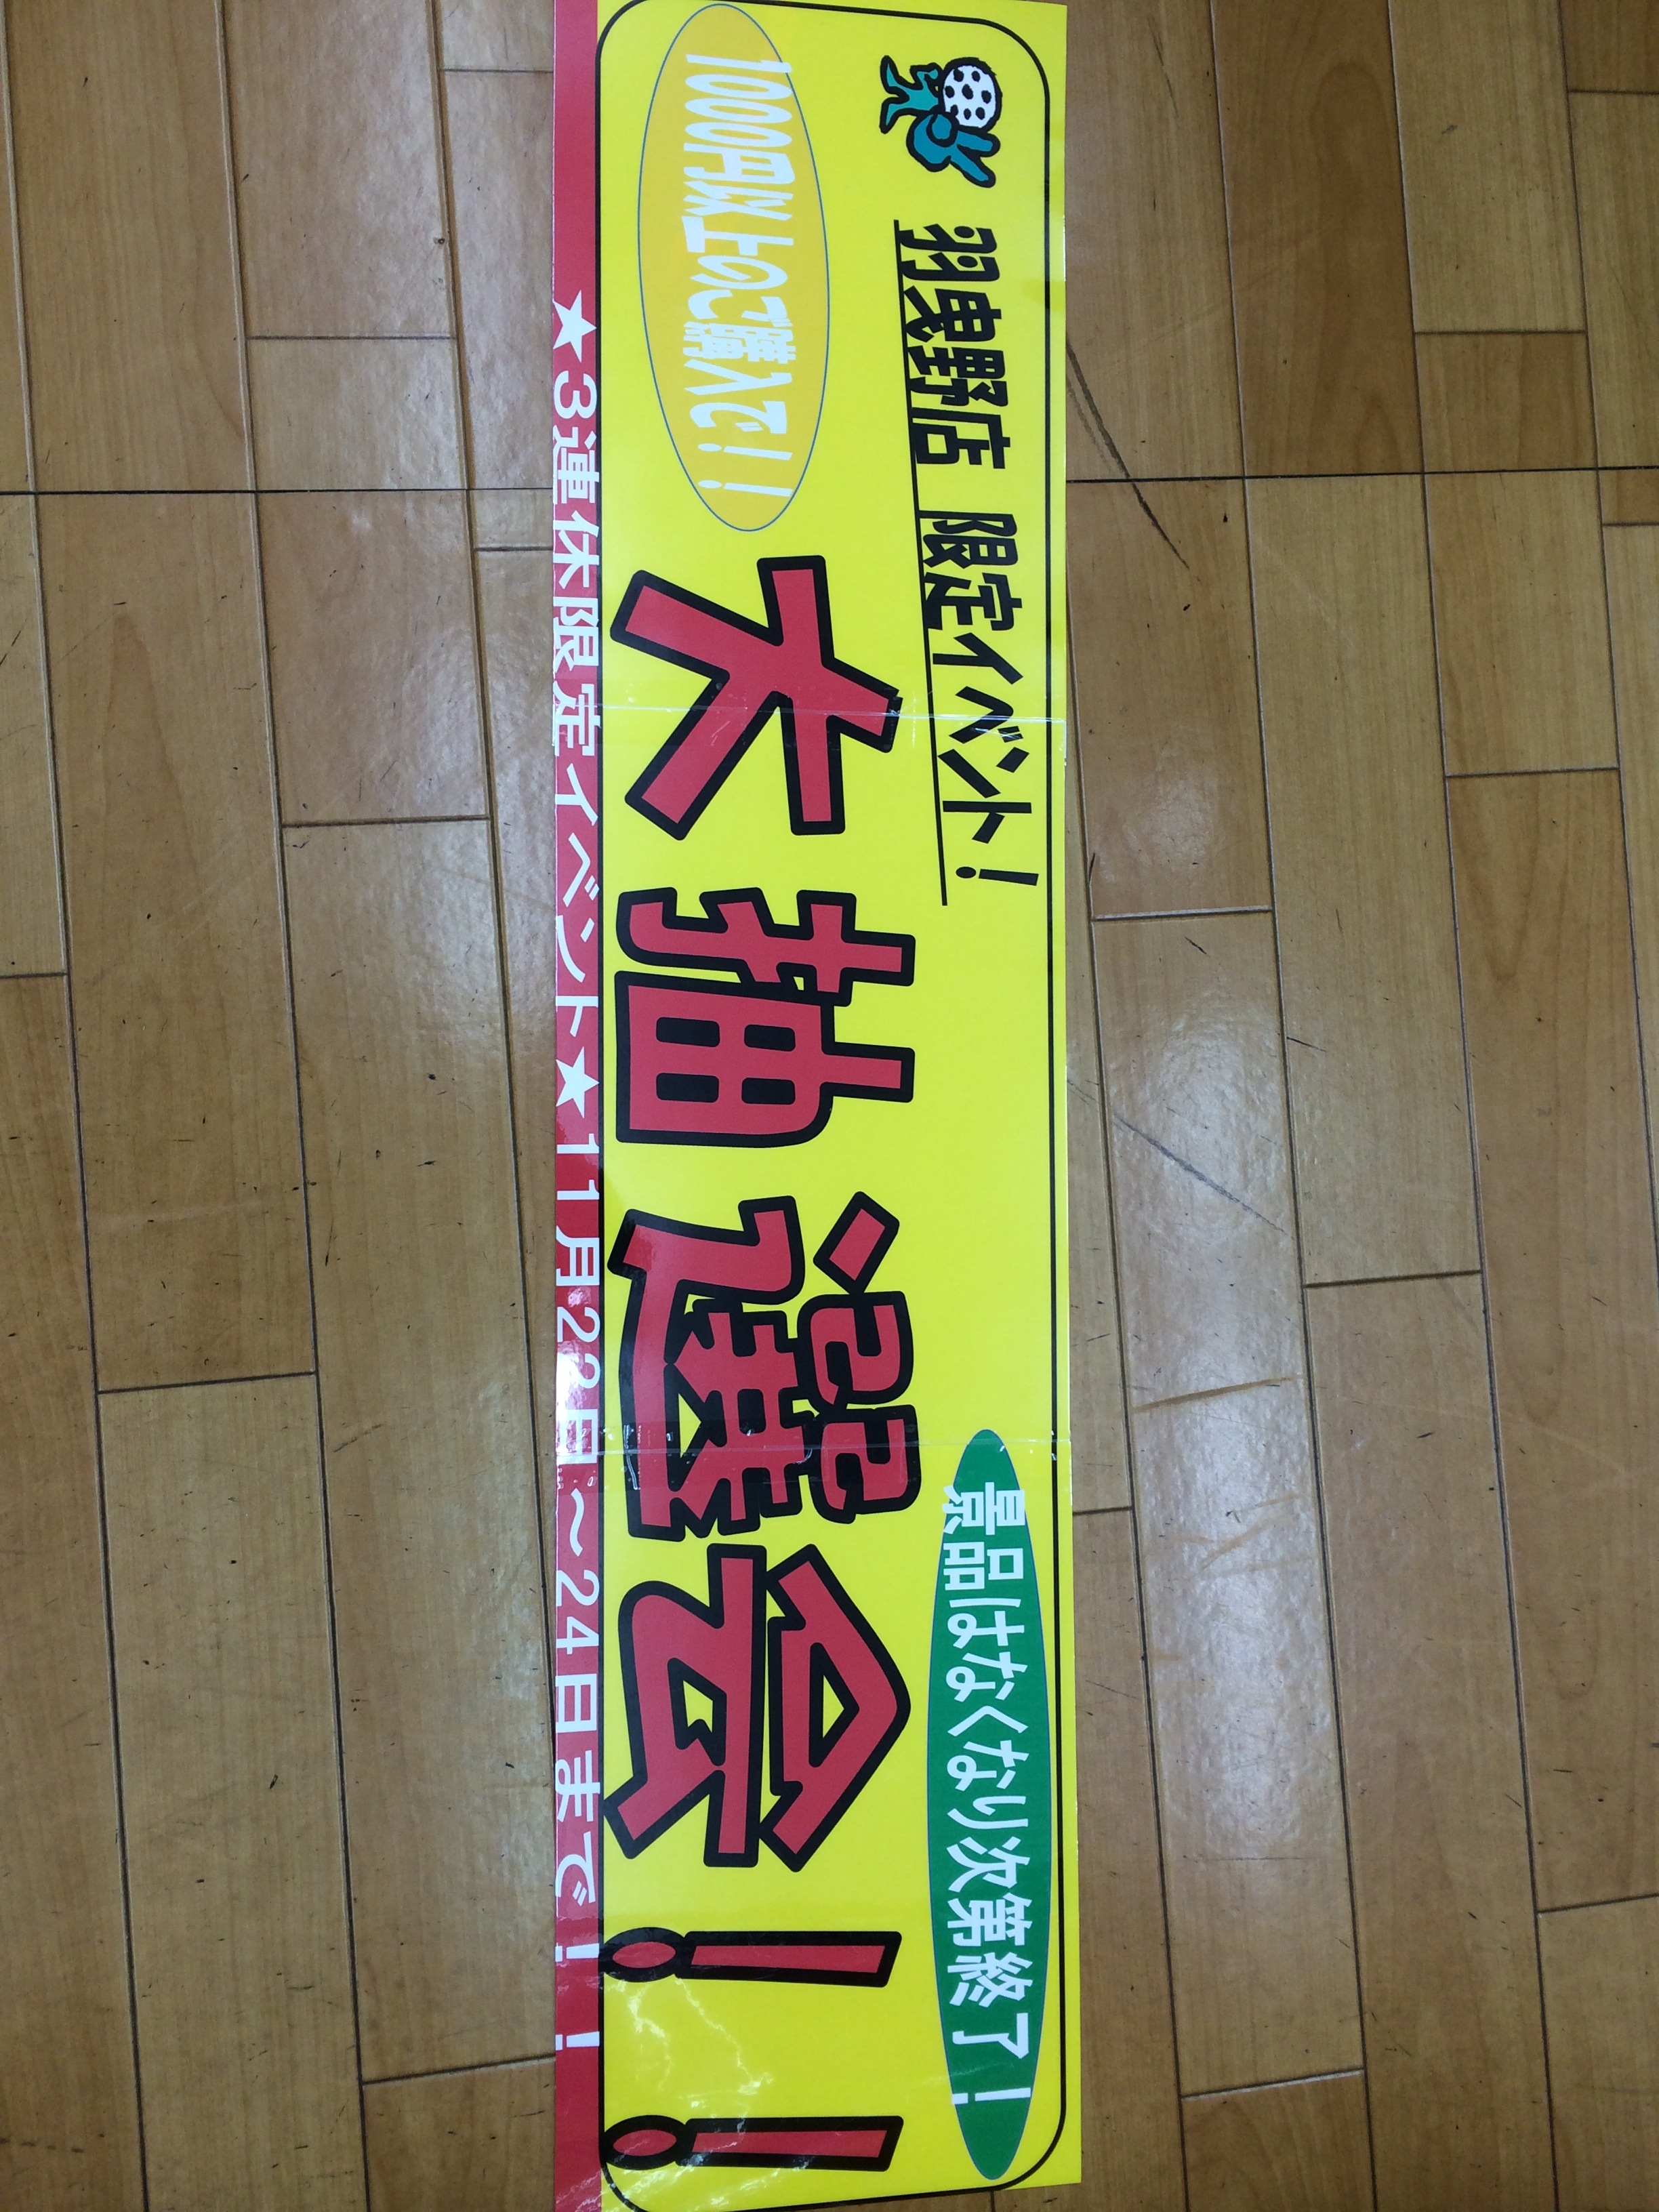 羽曳野店 限定イベント!
景品はなくなり次第終了!
1000円以上のご購入で!!
大抽選会!!
★3連休限定イベント★11月22日～24日まで!!